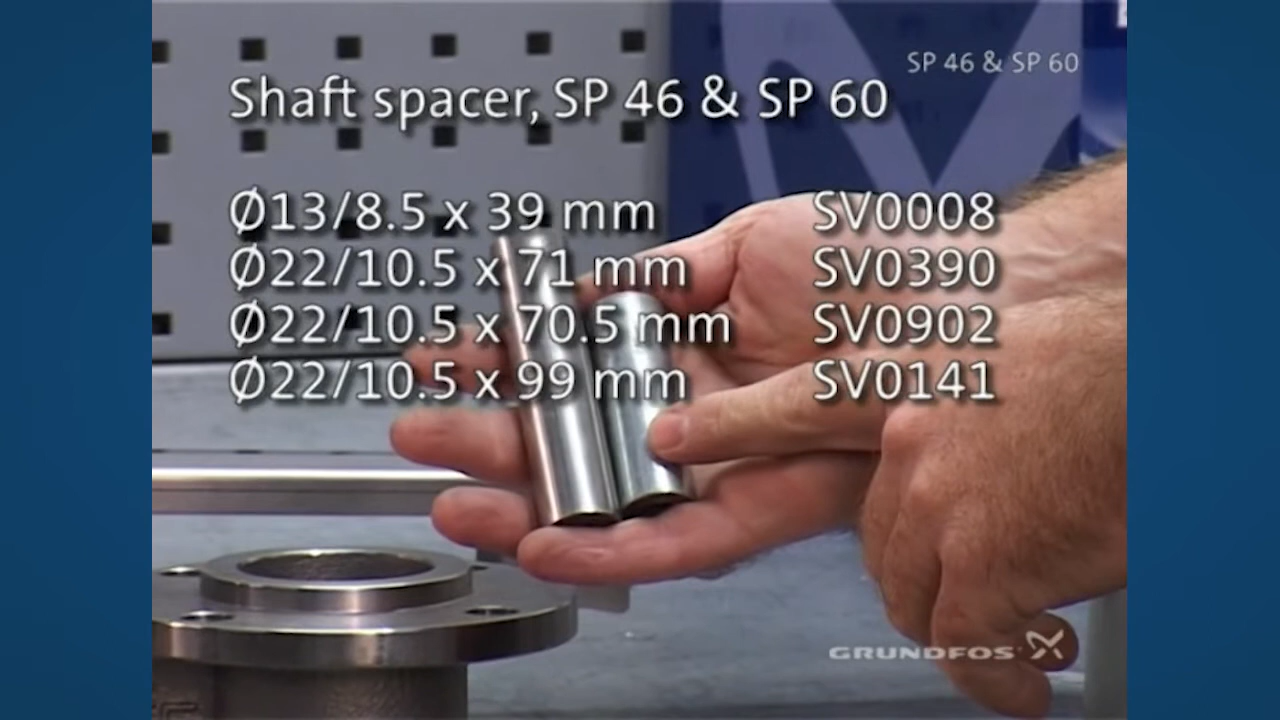 SP 46 & SP 60
Shaft spacer, SP 46 & SP 60
Ø13/8.5 x 39 mm SV0008
Ø22/10.5 x 71 mm SV0390
Ø22/10.5 x 70.5 mm SV0902
Ø22/10.5 x 99 mm SV0141
GRUNDFOS